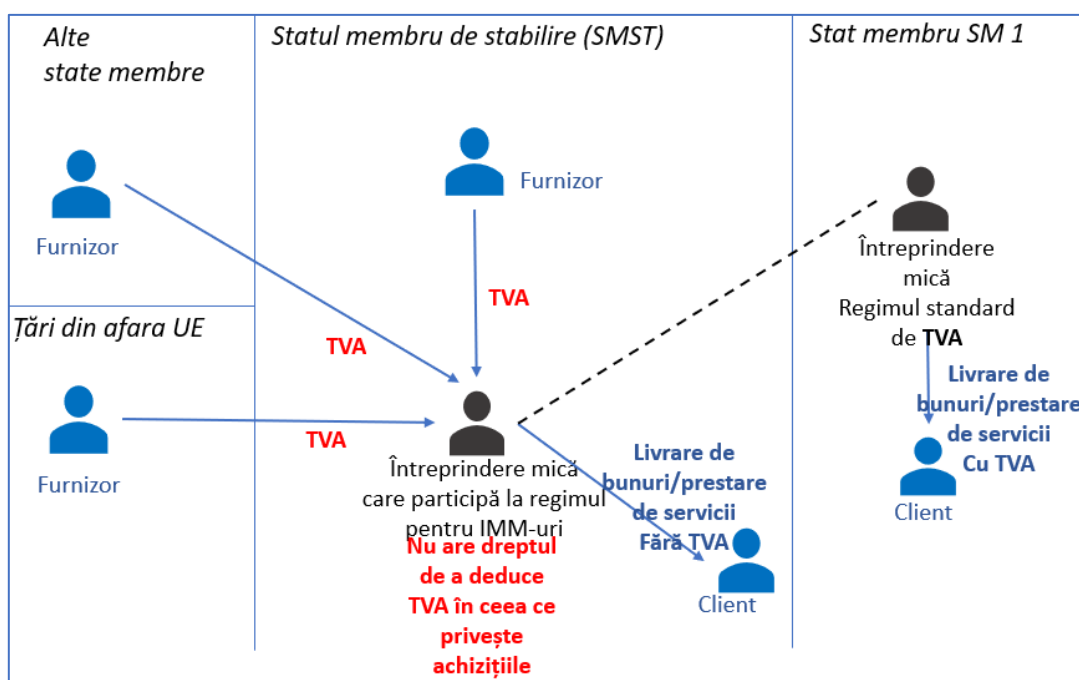 Alte
state membre
Statul membru de stabilire (SMST)
Stat membru SM 1
Furnizor
Furnizor
TVA
TVA
Întreprindere
mică
Regimul standard
de TVA
Țări din afara UE
Furnizor
TVA
Întreprindere mică
care participă la regimul
pentru IMM-uri
Nu are dreptul
de a deduce
TVA în ceea ce
privește
achizițiile
Livrare de
bunuri/prestare
de servicii
Fără TVA
Client
Livrare de
bunuri/prestare
de servicii
Cu TVA
Client